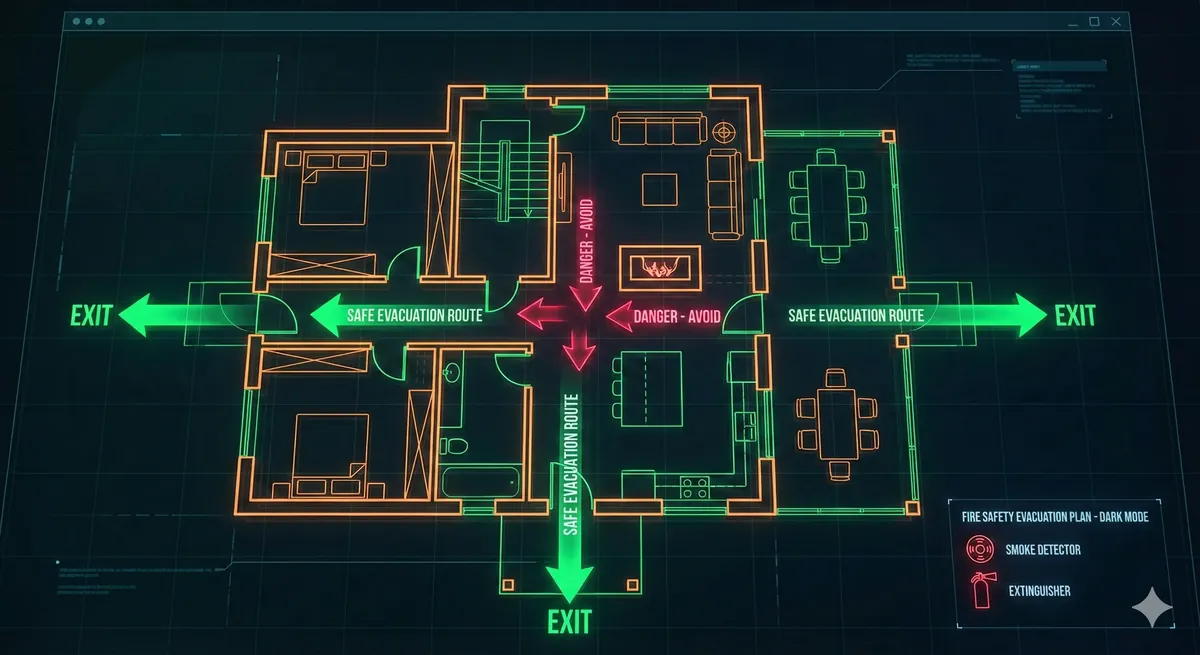 DANGER - AVOID
EXIT
SAFE EVACUATION ROUTE
DANGER - AVOID
SAFE EVACUATION ROUTE
EXIT
SAFE EVACUATION ROUTE
EXIT
FIRE SAFETY EVACUATION PLAN - DARK MODE
SMOKE DETECTOR
EXTINGUISHER